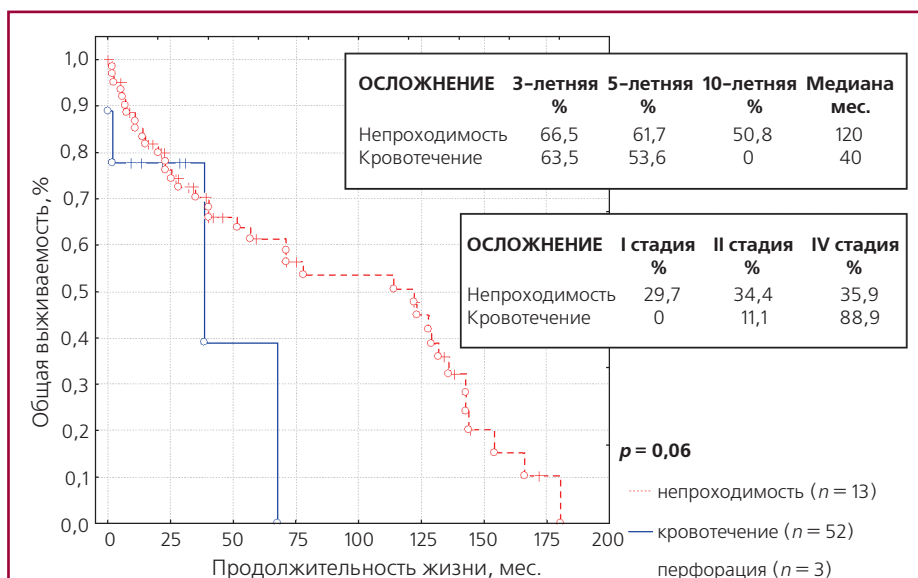 ОСЛОЖНЕНИЕ 3–летняя 5–летняя 10–летняя Медиана
% % % мес.
Непроходимость 66,5 61,7 50,8 120
Кровотечение 63,5 53,6 0 40
ОСЛОЖНЕНИЕ I стадия II стадия IV стадия
% % %
Непроходимость 29,7 34,4 35,9
Кровотечение 0 11,1 88,9
Общая выживаемость, %
1,0
0,9
0,8
0,7
0,6
0,5
0,4
0,3
0,2
0,1
0,0
0 25 50 75 100 125 150 175 200
Продолжительность жизни, мес.
p = 0,06
непроходимость (n = 13)
кровотечение (n = 52)
перфорация (n = 3)